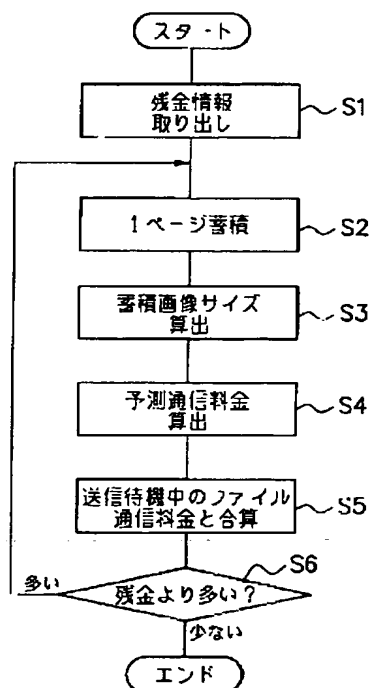 スタート
残金情報
取り出し
S1
1ページ蓄積
S2
蓄積画像サイズ
算出
S3
予測通信料金
算出
S4
送信待機中のファイル
通信料金と合算
S5
S6
多い
残金より多い?
少ない
エンド